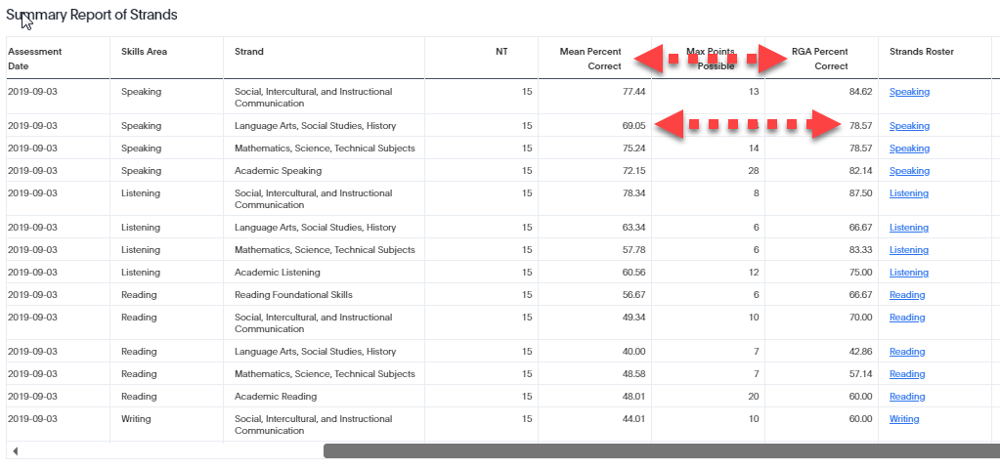 Summary Report of Strands
Assessment Date Skills Area Strand NT Mean Percent Correct Max Points Possible RGA Percent Correct Strands Roster
2019-09-03 Speaking Social, Intercultural, and Instructional Communication 15 77.44 13 84.62 Speaking
2019-09-03 Speaking Language Arts, Social Studies, History 15 69.05 78.57 Speaking
2019-09-03 Speaking Mathematics, Science, Technical Subjects 15 75.24 14 78.57 Speaking
2019-09-03 Speaking Academic Speaking 15 72.15 28 82.14 Speaking
2019-09-03 Listening Social, Intercultural, and Instructional Communication 15 78.34 8 87.50 Listening
2019-09-03 Listening Language Arts, Social Studies, History 15 63.34 6 66.67 Listening
2019-09-03 Listening Mathematics, Science, Technical Subjects 15 57.78 6 83.33 Listening
2019-09-03 Listening Academic Listening 15 60.56 12 75.00 Listening
2019-09-03 Reading Reading Foundational Skills 15 56.67 6 66.67 Reading
2019-09-03 Reading Social, Intercultural, and Instructional Communication 15 49.34 10 70.00 Reading
2019-09-03 Reading Language Arts, Social Studies, History 15 40.00 7 42.86 Reading
2019-09-03 Reading Mathematics, Science, Technical Subjects 15 48.58 7 57.14 Reading
2019-09-03 Reading Academic Reading 15 48.01 20 60.00 Reading
2019-09-03 Writing Social, Intercultural, and Instructional Communication 15 44.01 10 60.00 Writing